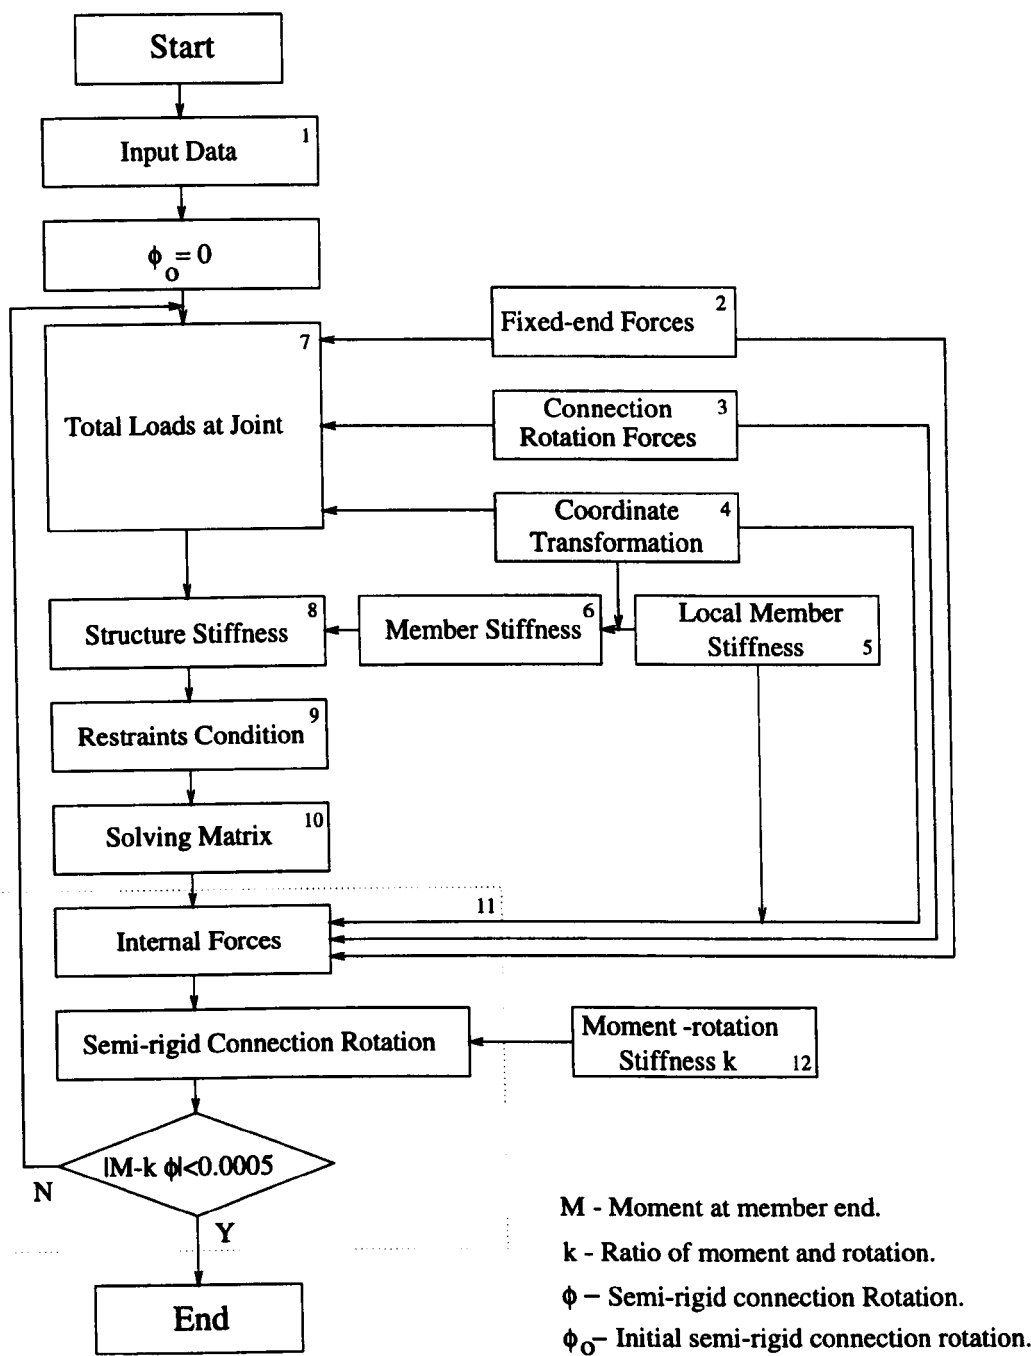 Start
1
Input Data
ϕo = 0
7
Total Loads at Joint
2
Fixed-end Forces
Connection 3
Rotation Forces
Coordinate 4
Transformation
8
Structure Stiffness
6
Member Stiffness
Local Member
Stiffness 5
9
Restraints Condition
10
Solving Matrix
11
Internal Forces
Semi-rigid Connection Rotation
Moment -rotation
Stiffness k 12
|M-k ϕ|<0.0005
N
Y
End
M - Moment at member end.
k - Ratio of moment and rotation.
ϕ – Semi-rigid connection Rotation.
ϕo– Initial semi-rigid connection rotation.